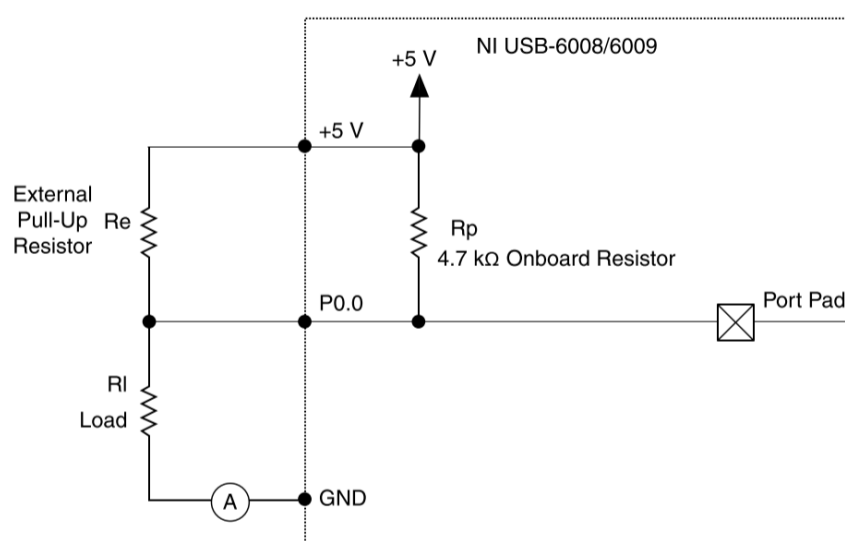 NI USB-6008/6009
+5 V
+5 V
External
Pull-Up Re
Resistor
Rp
4.7 kΩ Onboard Resistor
P0.0
Port Pad
Rl
Load
A
GND